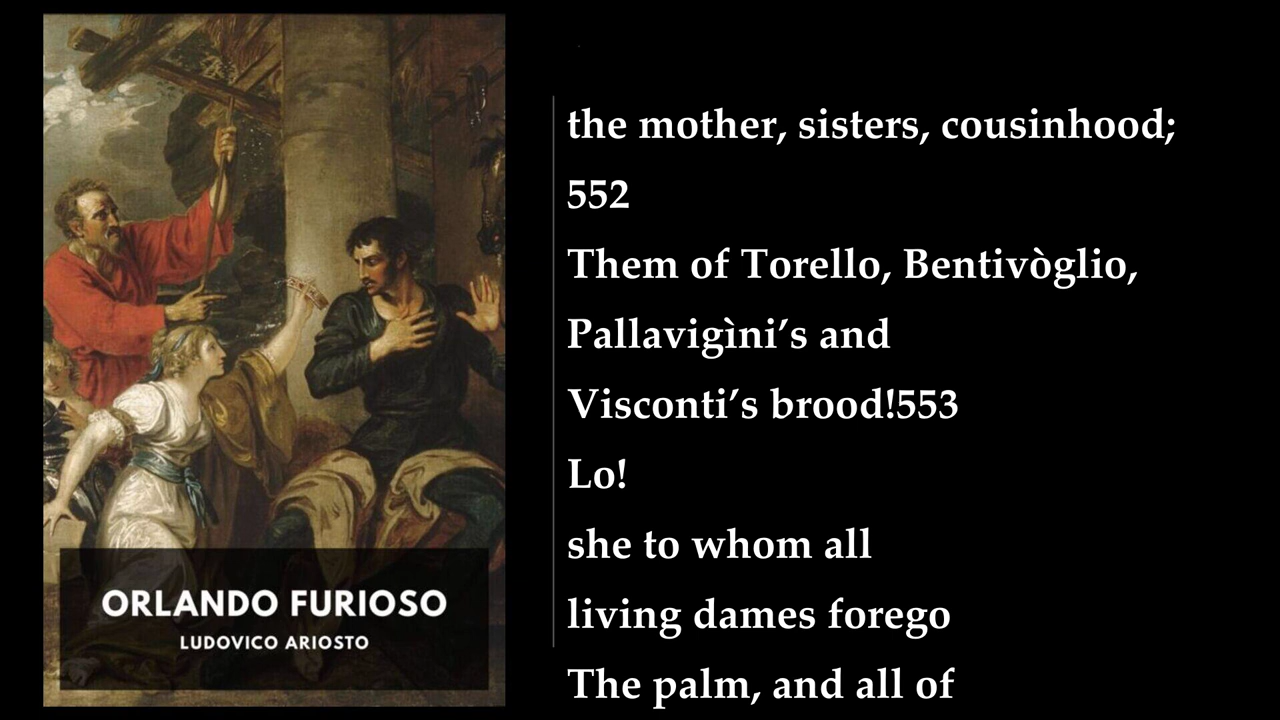 the mother, sisters, cousinhood;
552
Them of Torello, Bentivòglio,
Pallavigìni’s and
Visconti’s brood!553
Lo!
she to whom all
living dames forego
The palm, and all of
ORLANDO FURIOSO
LUDOVICO ARIOSTO